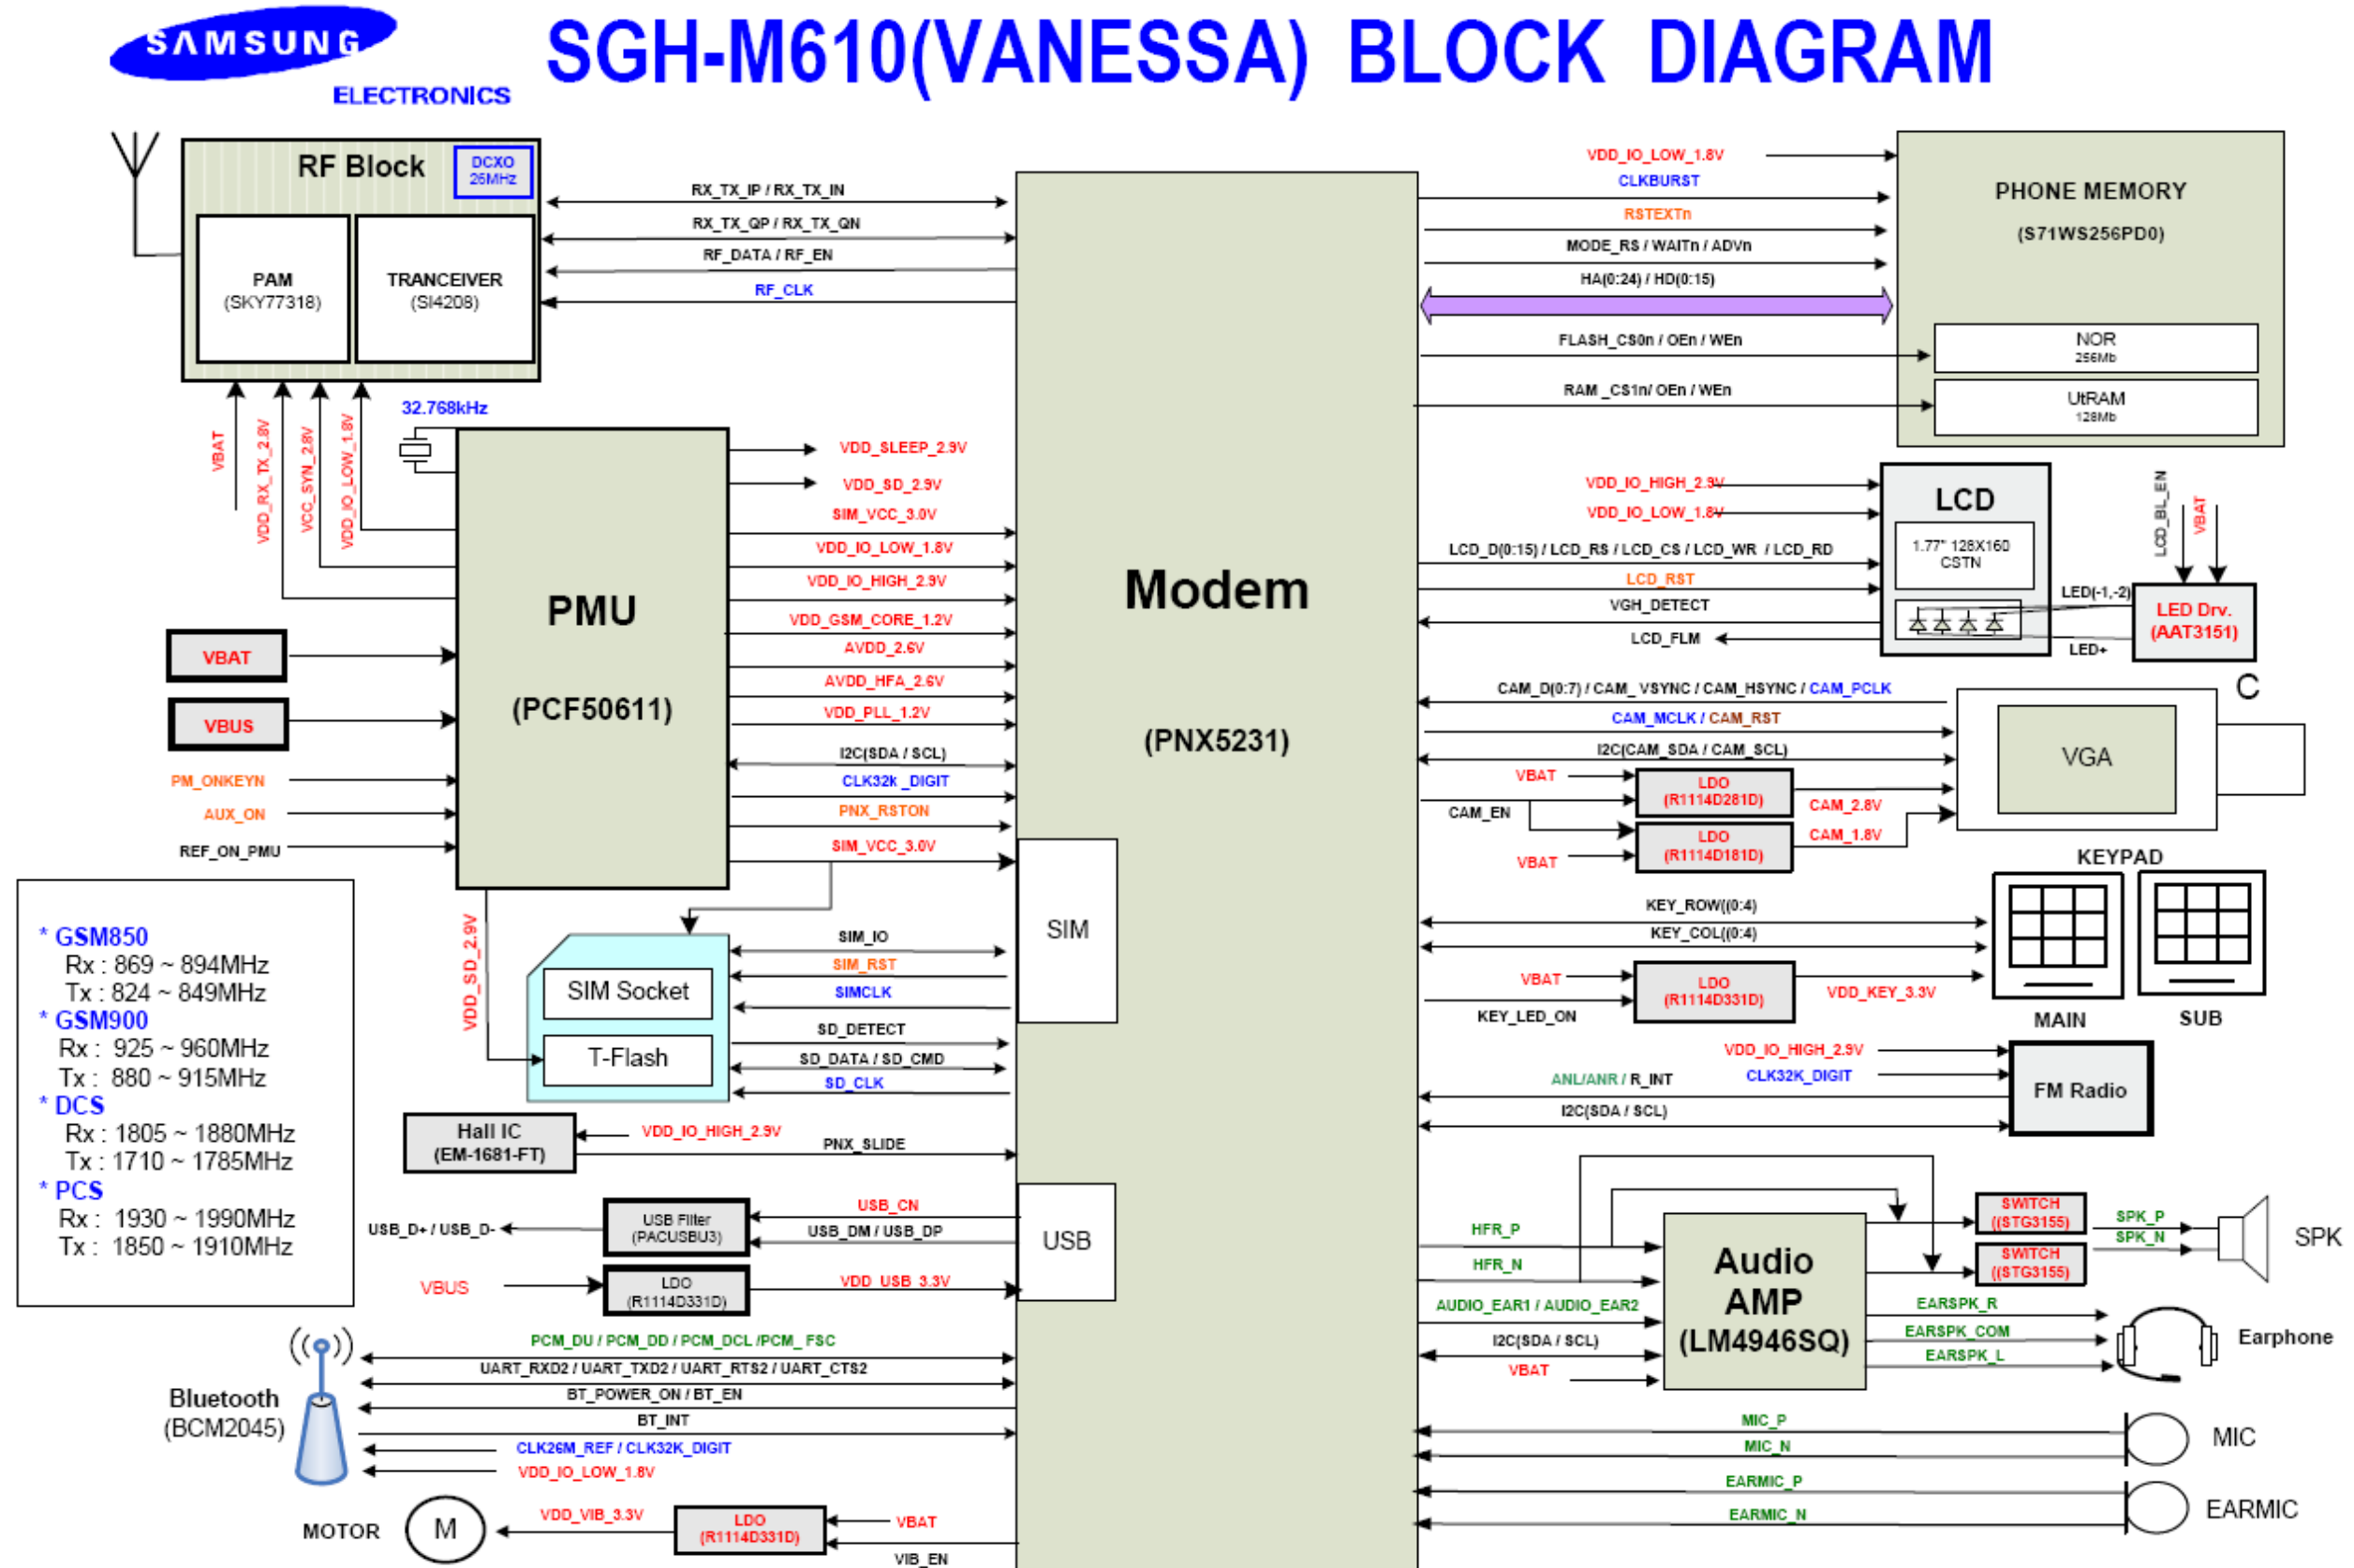 SAMSUNG
ELECTRONICS
SGH-M610(VANESSA) BLOCK DIAGRAM
RF Block
DCXO
26MHz
PAM
(SKY77318)
TRANCEIVER
(SI4208)
RX_TX_IP / RX_TX_IN
RX_TX_QP / RX_TX_QN
RF_DATA / RF_EN
RF_CLK
VBAT
VDD_RX_TX_2.8V
VCC_SYN_2.8V
VDD_IO_LOW_1.8V
32.768kHz
PMU
(PCF50611)
VBAT
VBUS
PM_ONKEYN
AUX_ON
REF_ON_PMU
VDD_SLEEP_2.9V
VDD_SD_2.9V
SIM_VCC_3.0V
VDD_IO_LOW_1.8V
VDD_IO_HIGH_2.9V
VDD_GSM_CORE_1.2V
AVDD_2.6V
AVDD_HFA_2.6V
VDD_PLL_1.2V
I2C(SDA / SCL)
CLK32k_DIGIT
PNX_RSTON
SIM_VCC_3.0V
* GSM850
Rx : 869 ~ 894MHz
Tx : 824 ~ 849MHz
* GSM900
Rx : 925 ~ 960MHz
Tx : 880 ~ 915MHz
* DCS
Rx : 1805 ~ 1880MHz
Tx : 1710 ~ 1785MHz
* PCS
Rx : 1930 ~ 1990MHz
Tx : 1850 ~ 1910MHz
VDD_SD_2.9V
SIM Socket
T-Flash
SIM_IO
SIM_RST
SIMCLK
SD_DETECT
SD_DATA / SD_CMD
SD_CLK
SIM
Hall IC
(EM-1681-FT)
VDD_IO_HIGH_2.9V
PNX_SLIDE
USB_D+ / USB_D-
USB Filter
(PACUSBU3)
USB_CN
USB_DM / USB_DP
USB
VBUS
LDO
(R1114D331D)
VDD_USB_3.3V
Bluetooth
(BCM2045)
PCM_DU / PCM_DD / PCM_DCL /PCM_ FSC
UART_RXD2 / UART_TXD2 / UART_RTS2 / UART_CTS2
BT_POWER_ON / BT_EN
BT_INT
CLK26M_REF / CLK32K_DIGIT
VDD_IO_LOW_1.8V
MOTOR
M
VDD_VIB_3.3V
LDO
(R1114D331D)
VBAT
VIB_EN
Modem
(PNX5231)
VDD_IO_LOW_1.8V
CLKBURST
RSTEXTn
MODE_RS / WAITn / ADVn
HA(0:24) / HD(0:15)
FLASH_CS0n / OEn / WEn
RAM _CS1n/ OEn / WEn
PHONE MEMORY
(S71WS256PD0)
NOR
256Mb
UtRAM
128Mb
VDD_IO_HIGH_2.9V
VDD_IO_LOW_1.8V
LCD_D(0:15) / LCD_RS / LCD_CS / LCD_WR / LCD_RD
LCD_RST
VGH_DETECT
LCD_FLM
LCD
1.77" 128X160
CSTN
LCD_BL_EN
VBAT
LED(-1,-2)
LED+
LED Drv.
(AAT3151)
CAM_D(0:7) / CAM_ VSYNC / CAM_HSYNC / CAM_PCLK
CAM_MCLK / CAM_RST
I2C(CAM_SDA / CAM_SCL)
VBAT
LDO
(R1114D281D)
CAM_2.8V
CAM_EN
LDO
(R1114D181D)
CAM_1.8V
VBAT
C
VGA
KEYPAD
KEY_ROW((0:4)
KEY_COL((0:4)
VBAT
LDO
(R1114D331D)
VDD_KEY_3.3V
KEY_LED_ON
MAIN
SUB
VDD_IO_HIGH_2.9V
CLK32K_DIGIT
ANL/ANR / R_INT
I2C(SDA / SCL)
FM Radio
HFR_P
HFR_N
AUDIO_EAR1 / AUDIO_EAR2
I2C(SDA / SCL)
VBAT
Audio
AMP
(LM4946SQ)
SWITCH
((STG3155)
SWITCH
((STG3155)
SPK_P
SPK_N
SPK
EARSPK_R
EARSPK_COM
EARSPK_L
Earphone
MIC_P
MIC_N
MIC
EARMIC_P
EARMIC_N
EARMIC